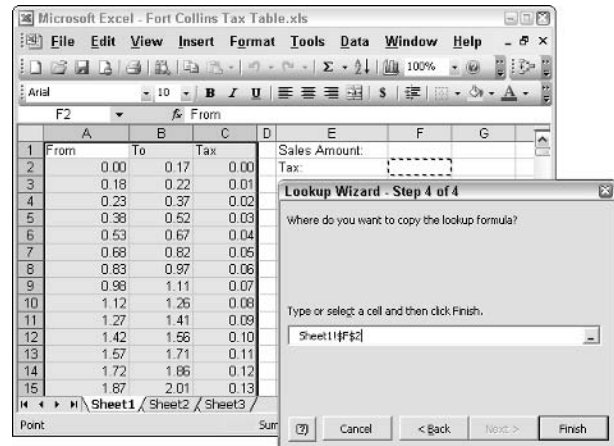 Microsoft Excel - Fort Collins Tax Table.xls
File Edit View Insert Format Tools Data Window Help
Σ 100%
Arial 10 B I U $ A
F2 fx From
A B C D E F G
1 From To Tax Sales Amount:
2 0.00 0.17 0.00 Tax:
3 0.18 0.22 0.01
4 0.23 0.37 0.02
5 0.38 0.52 0.03
6 0.53 0.67 0.04
7 0.68 0.82 0.05
8 0.83 0.97 0.06
9 0.98 1.11 0.07
10 1.12 1.26 0.08
11 1.27 1.41 0.09
12 1.42 1.56 0.10
13 1.57 1.71 0.11
14 1.72 1.86 0.12
15 1.87 2.01 0.13
Sheet1 Sheet2 Sheet3
Point Sum
Lookup Wizard - Step 4 of 4
Where do you want to copy the lookup formula?
Type or select a cell and then click Finish.
Sheet1!$F$2
? Cancel < Back Next > Finish